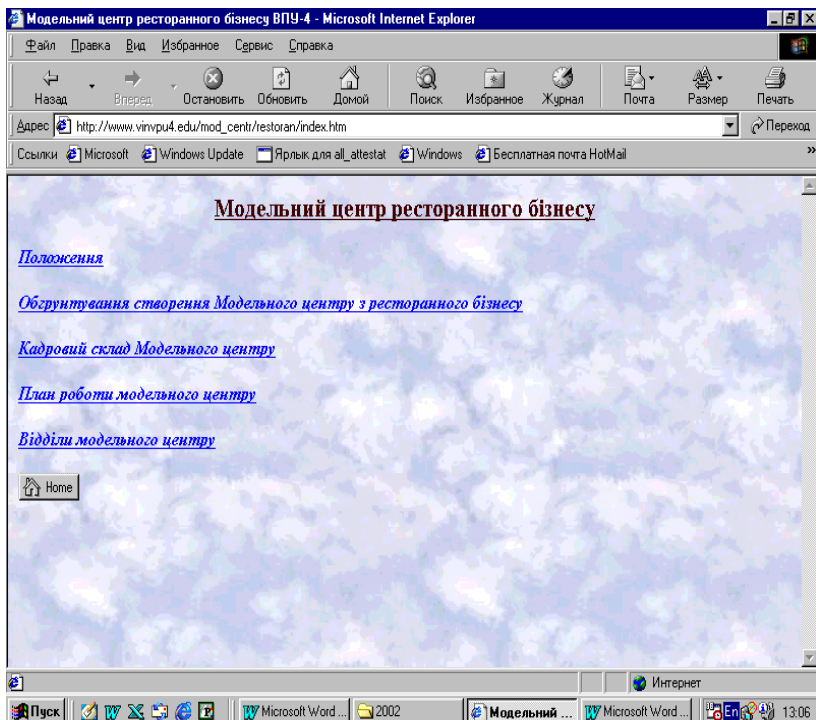 Модельний центр ресторанного бізнесу ВПУ-4 - Microsoft Internet Explorer
Файл Правка Вид Избранное Сервис Справка
Назад Вперед Остановить Обновить Домой Поиск Избранное Журнал Почта Размер Печать
Адрес http://www.vinvpu4.edu/mod_centr/restoran/index.htm Переход
Ссылки Microsoft Windows Update Ярлык для all_attestat Windows Бесплатная почта HotMail »
Модельний центр ресторанного бізнесу
Положення
Обгрунтування створення Модельного центру з ресторанного бізнесу
Кадровий склад Модельного центру
План роботи модельного центру
Відділи модельного центру
Home
Интернет
Пуск Microsoft Word ... 2002 Модельний ... Microsoft Word ... En 13:06